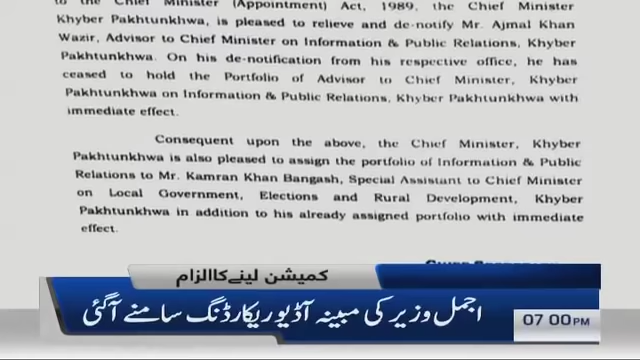 to the Chief Minister (Appointment) Act, 1989, the Chief Minister
Khyber Pakhtunkhwa, is pleased to relieve and de-notify Mr. Ajmal Khan
Wazir, Advisor to Chief Minister on Information & Public Relations, Khyber
Pakhtunkhwa. On his de-notification from his respective office, he has
ceased to hold the Portfolio of Advisor to Chief Minister, Khyber
Pakhtunkhwa on Information & Public Relations, Khyber Pakhtunkhwa with
immediate effect.
Consequent upon the above, the Chief Minister, Khyber
Pakhtunkhwa is also pleased to assign the portfolio of Information & Public
Relations to Mr. Kamran Khan Bangash, Special Assistant to Chief Minister
on Local Government, Elections and Rural Development, Khyber
Pakhtunkhwa in addition to his already assigned portfolio with immediate
effect.
کمیشن لینے کا الزام
اجمل وزیر کی مبینہ آڈیو ریکارڈنگ سامنے آگئی
07:00PM